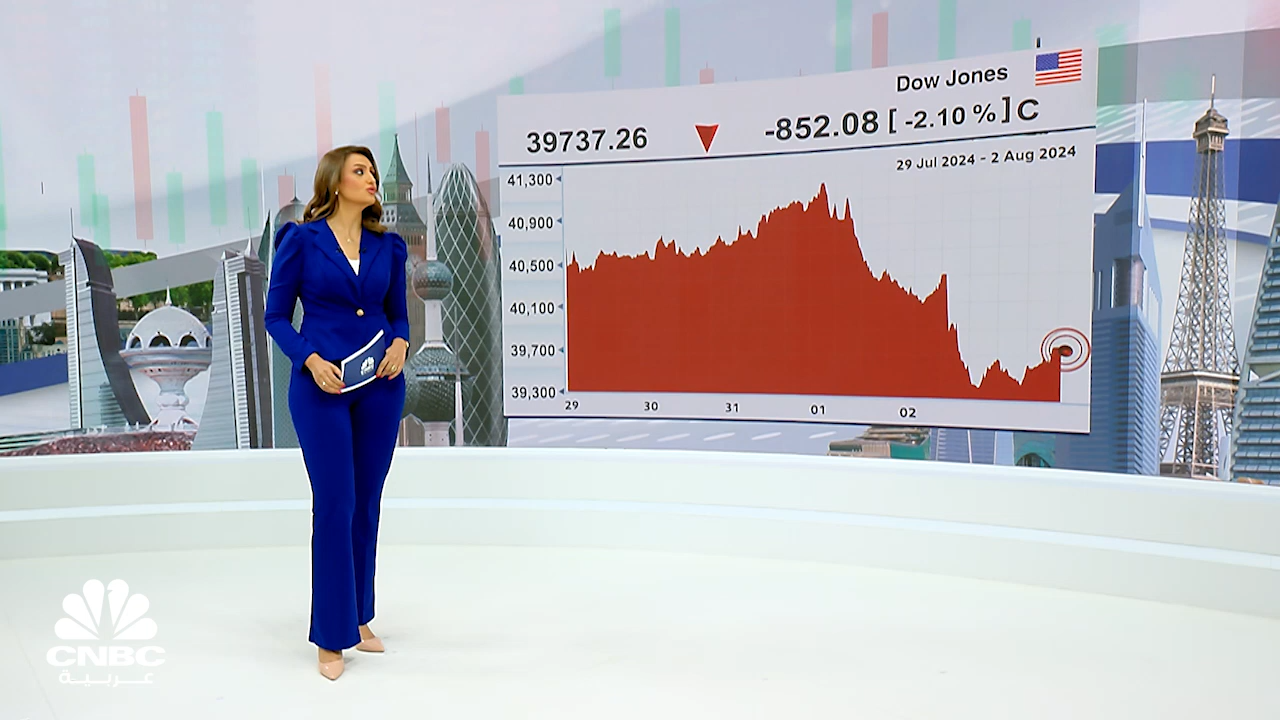 Dow Jones
39737.26 -852.08 [ -2.10 % ] C
29 Jul 2024 - 2 Aug 2024
41,300
40,900
40,500
40,100
39,700
39,300
29 30 31 01 02
CNBC
CNBC
عربية